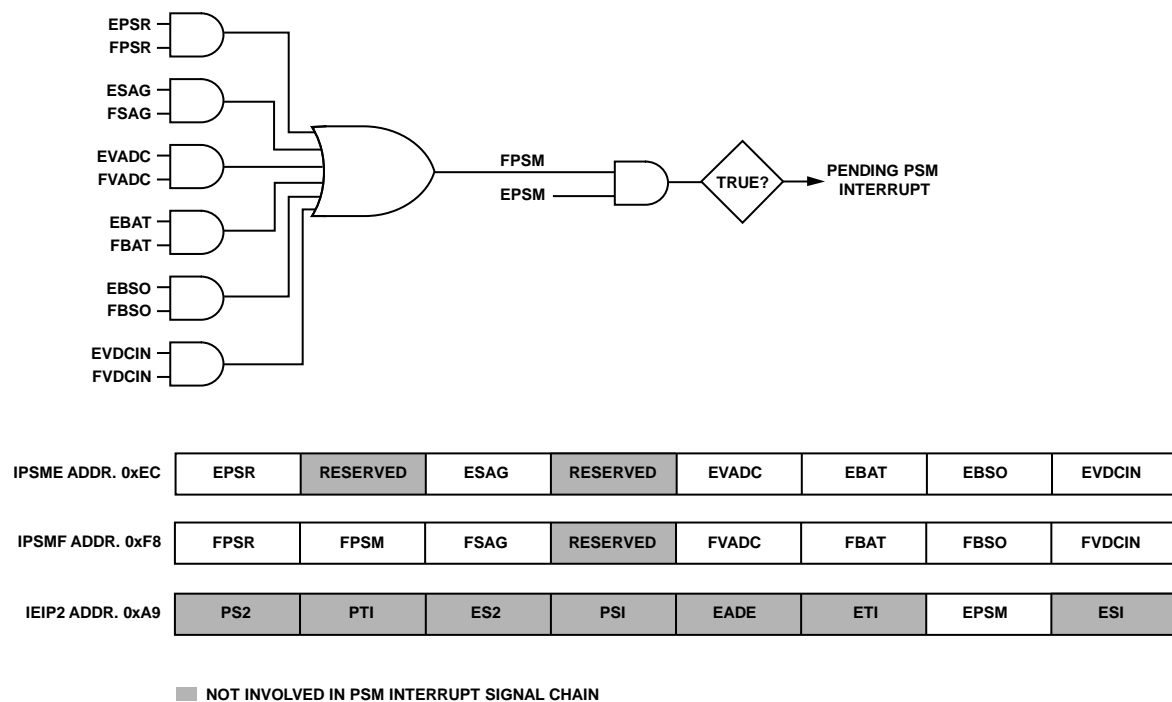 EPSR
FPSR
ESAG
FSAG
EVADC
FVADC
EBAT
FBAT
EBSO
FBSO
EVDCIN
FVDCIN
FPSM
EPSM
TRUE?
PENDING PSM
INTERRUPT
IPSME ADDR. 0xEC EPSR RESERVED ESAG RESERVED EVADC EBAT EBSO EVDCIN
IPSMF ADDR. 0xF8 FPSR FPSM FSAG RESERVED FVADC FBAT FBSO FVDCIN
IEIP2 ADDR. 0xA9 PS2 PTI ES2 PSI EADE ETI EPSM ESI
NOT INVOLVED IN PSM INTERRUPT SIGNAL CHAIN